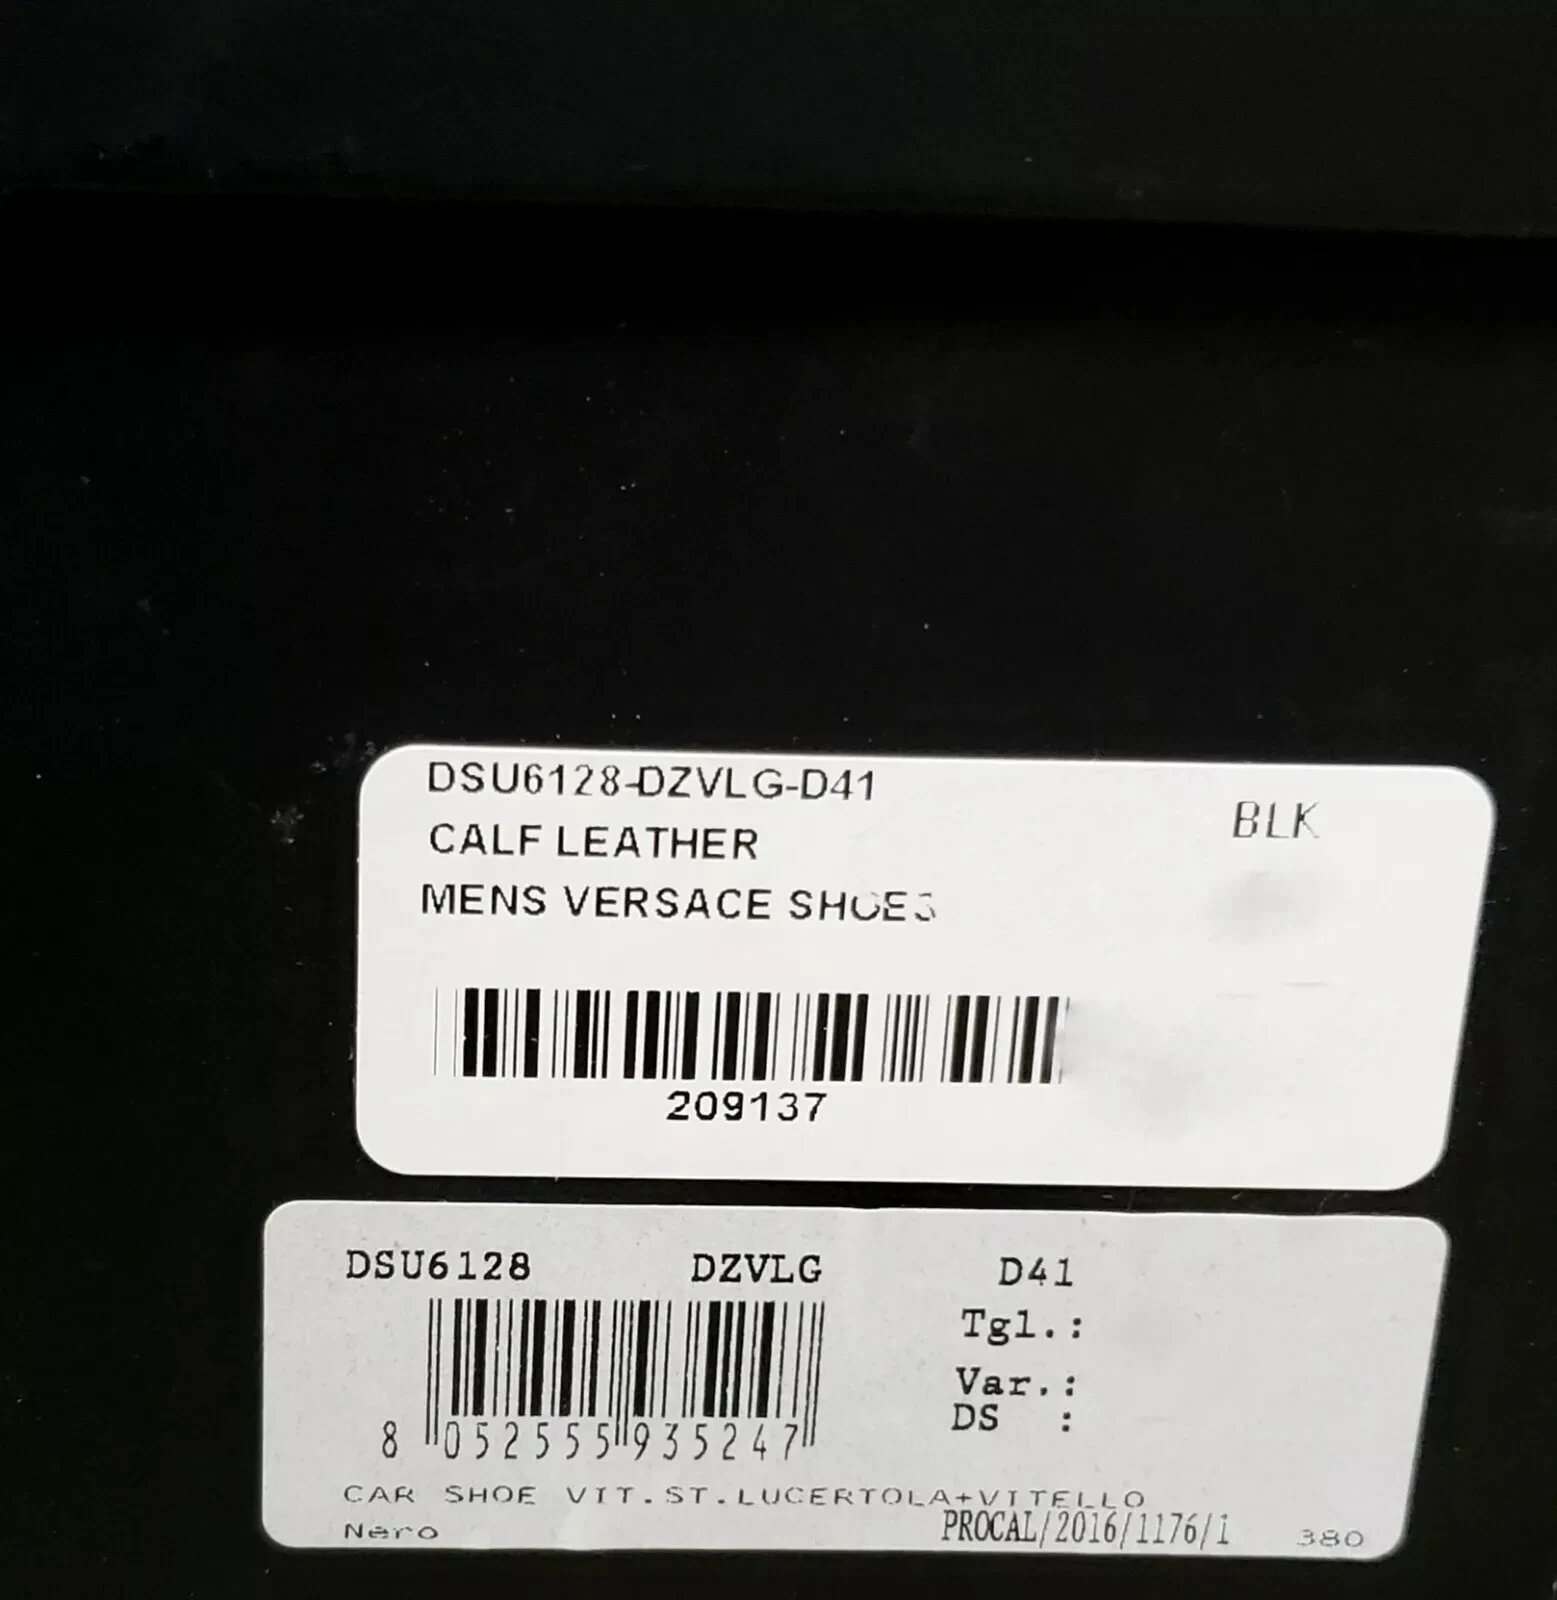 DSU6128-DZVLG-D41
BLK
CALF LEATHER
MENS VERSACE SHOES
209137
DSU6128 DZVLG D41
Tgl.:
Var.:
DS :
8 052555 935247
CAR SHOE VIT.ST.LUCERTOLA+VITELLO
Nero PROCAL/2016/1176/1 380